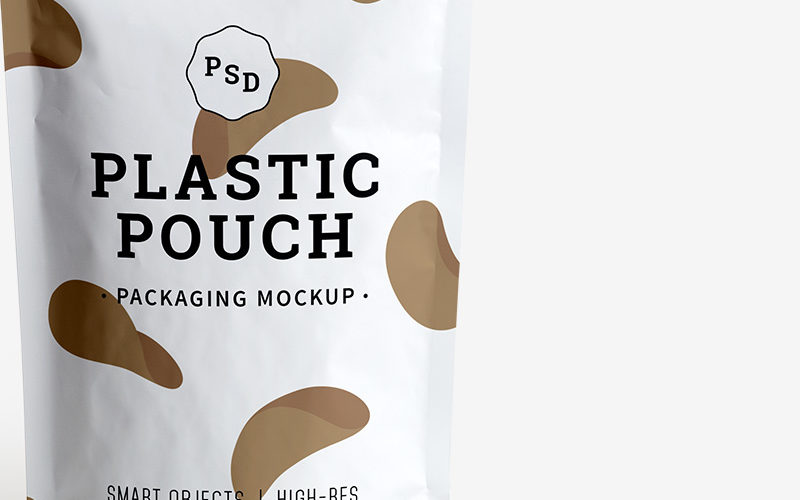 PSD
PLASTIC
POUCH
• PACKAGING MOCKUP •
SMART OBJECTS | HIGH-RES